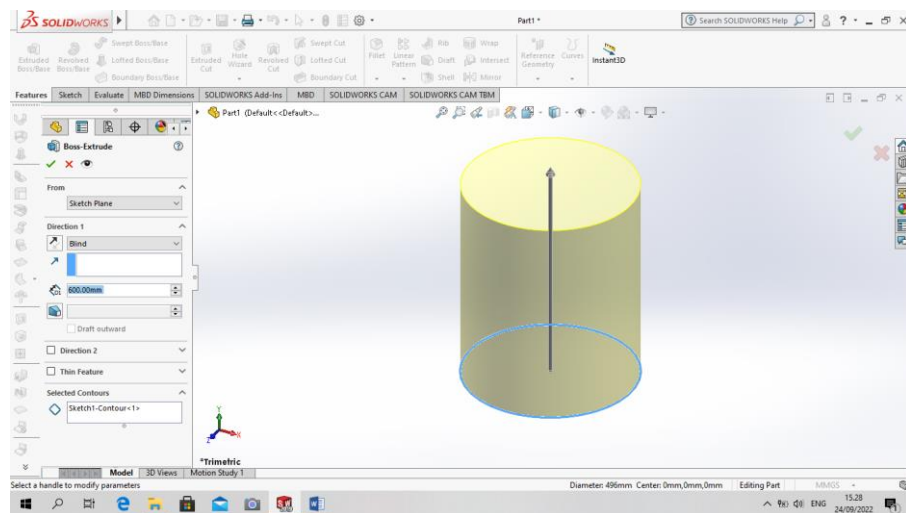 SOLIDWORKS
Part1 *
Search SOLIDWORKS Help
Extruded Boss/Base
Revolved Boss/Base
Swept Boss/Base
Lofted Boss/Base
Boundary Boss/Base
Extruded Cut
Hole Wizard
Revolved Cut
Swept Cut
Lofted Cut
Boundary Cut
Fillet
Linear Pattern
Rib
Draft
Shell
Wrap
Intersect
Mirror
Reference Geometry
Curves
Instant3D
Features Sketch Evaluate MBD Dimensions SOLIDWORKS Add-Ins MBD SOLIDWORKS CAM SOLIDWORKS CAM TBM
Part1 (Default<<Default>...
Boss-Extrude
From
Sketch Plane
Direction 1
Blind
600.00mm
Draft outward
Direction 2
Thin Feature
Selected Contours
Sketch1-Contour<1>
Y
X
Z
*Trimetric
Model 3D Views Motion Study 1
Select a handle to modify parameters
Diameter: 496mm Center: 0mm,0mm,0mm Editing Part MMGS
ENG
15.28
24/09/2022